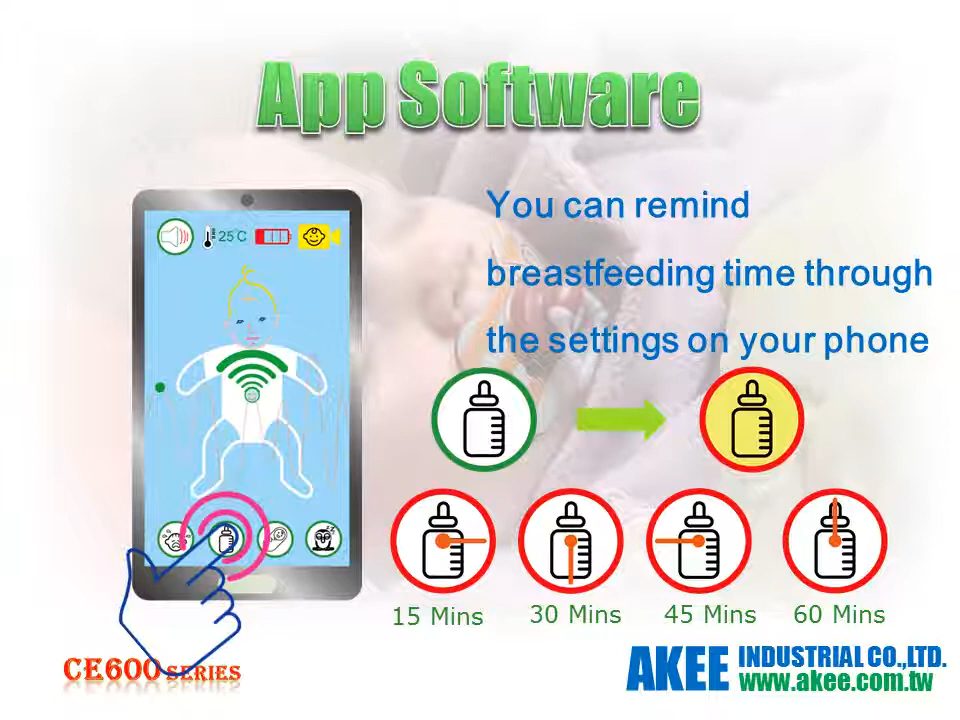 App Software
You can remind
breastfeeding time through
the settings on your phone
25°C
15 Mins
30 Mins
45 Mins
60 Mins
CE600 SERIES
AKEE INDUSTRIAL CO.,LTD.
www.akee.com.tw